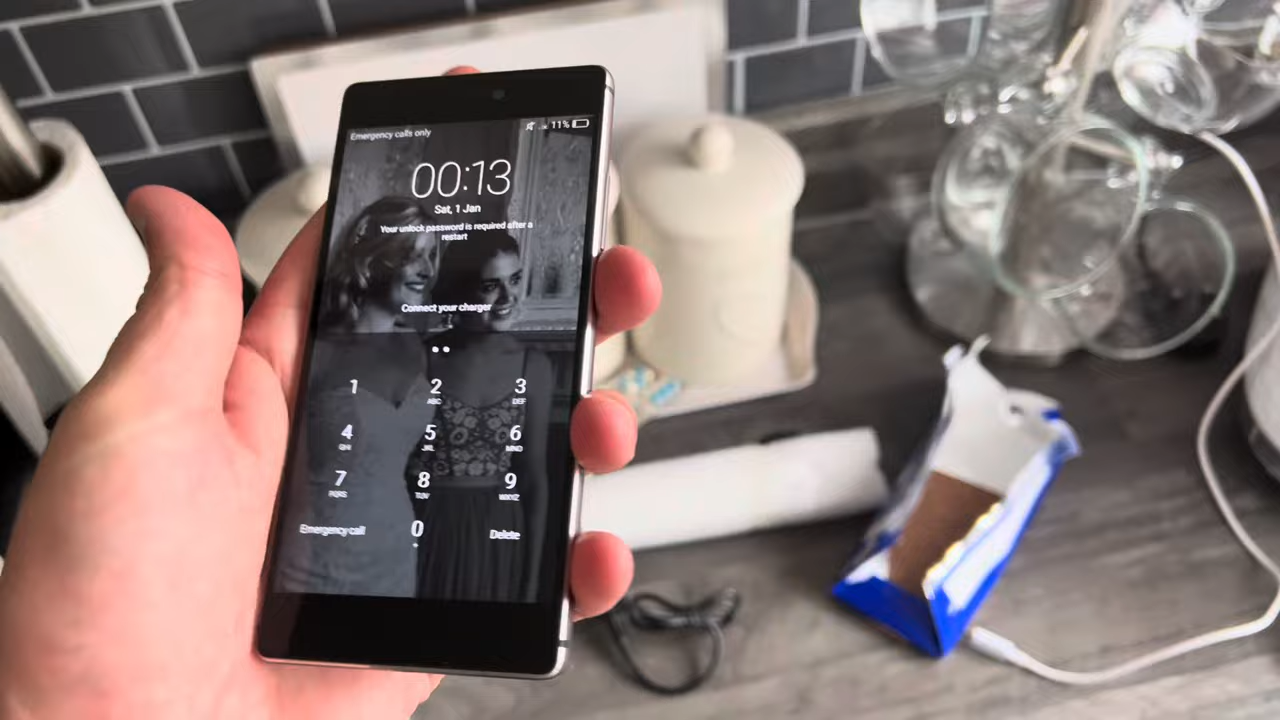 Emergency calls only 11%
00:13
Sat, 1 Jan
Your unlock password is required after a
restart
Connect your charger
1 2 3
ABC DEF
4 5 6
GHI JKL MNO
7 8 9
PQRS TUV WXYZ
Emergency call 0 Delete
+